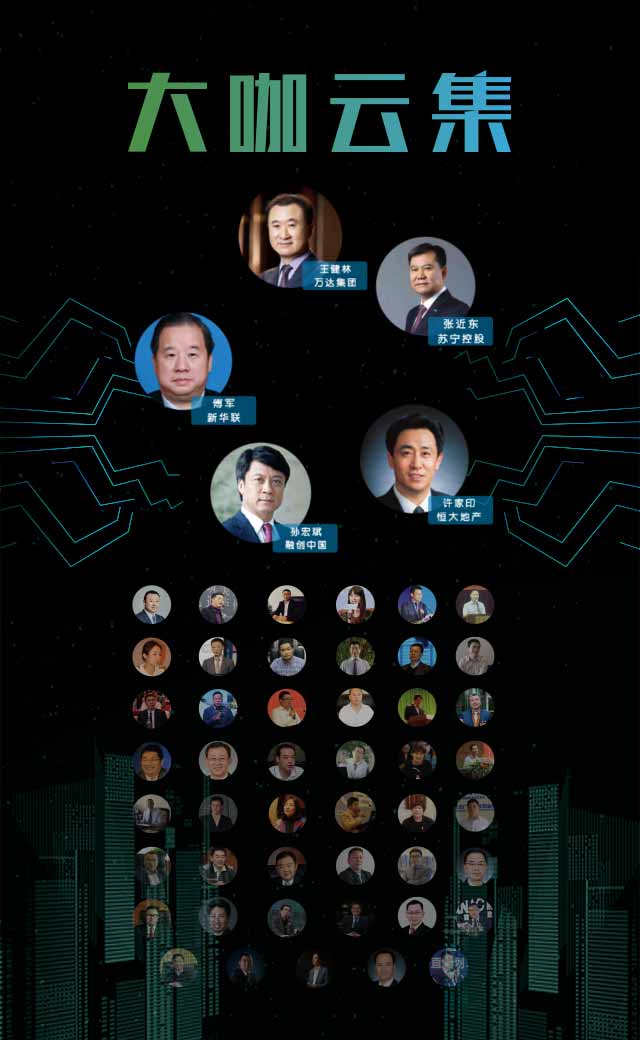 大咖云集
王健林
万达集团
张近东
苏宁控股
傅军
新华联
许家印
恒大地产
孙宏斌
融创中国